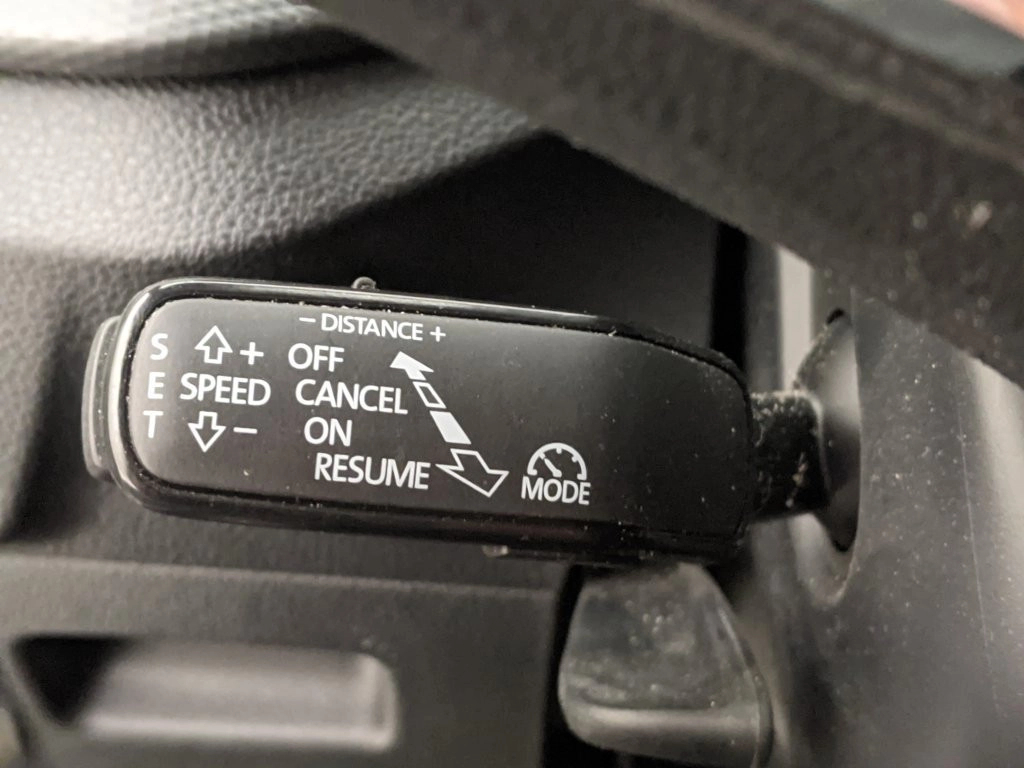 - DISTANCE +
S + OFF
E SPEED CANCEL
T - ON
RESUME
MODE